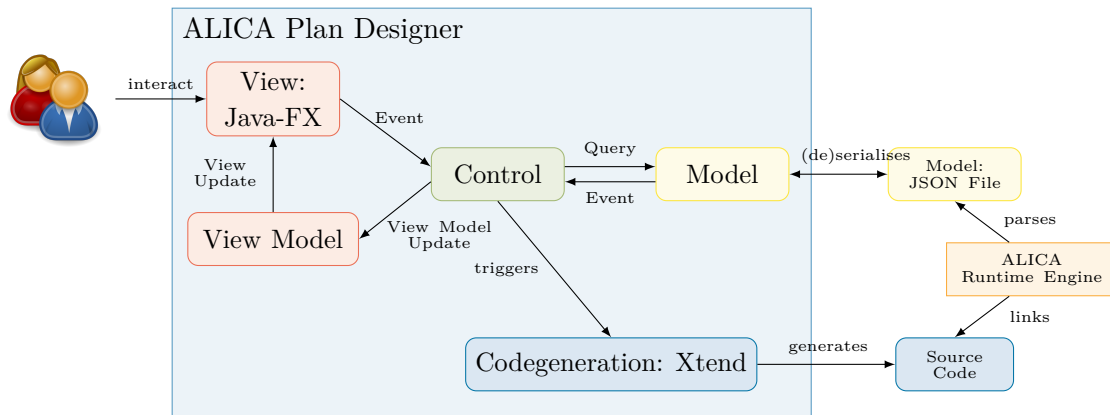 ALICA Plan Designer
interact
View:
Java-FX
Event
View
Update
View Model
View Model
Update
Control
Query
Event
Model
(de)serialises
Model:
JSON File
parses
ALICA
Runtime Engine
links
triggers
Codegeneration: Xtend
generates
Source
Code